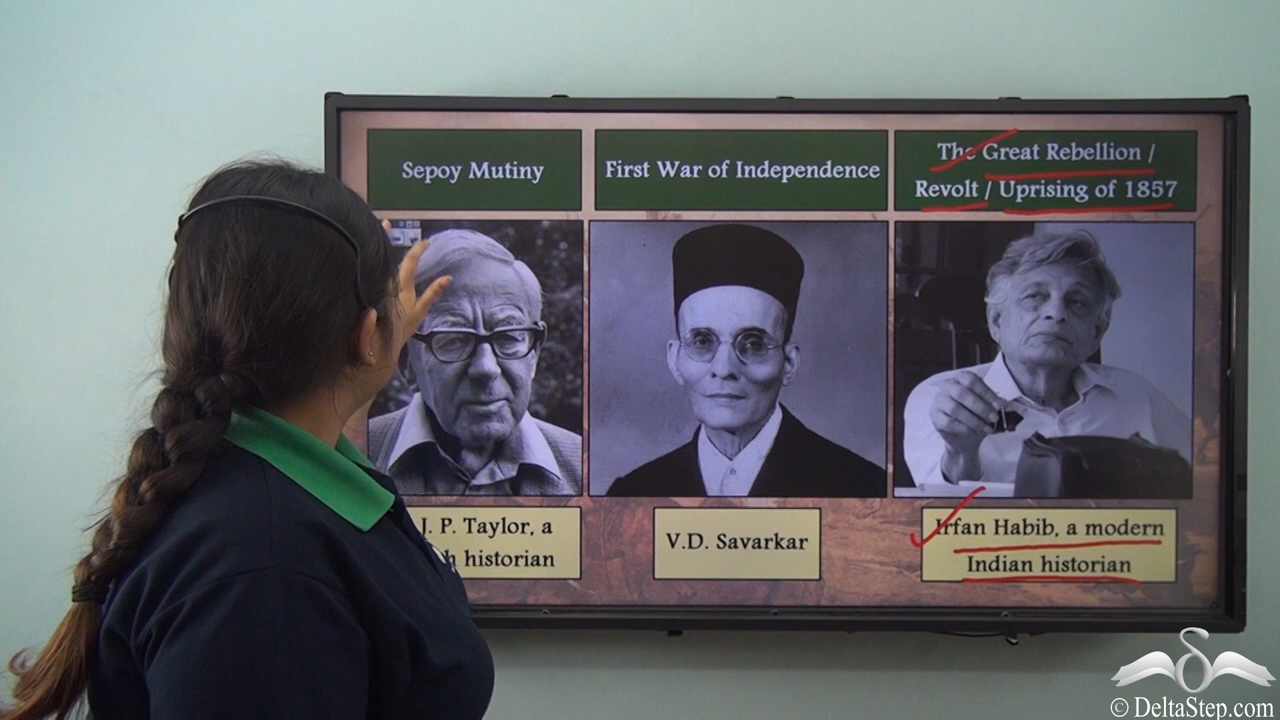 Sepoy Mutiny
First War of Independence
The Great Rebellion /
Revolt / Uprising of 1857
J. P. Taylor, a
historian
V.D. Savarkar
Irfan Habib, a modern
Indian historian
© DeltaStep.com